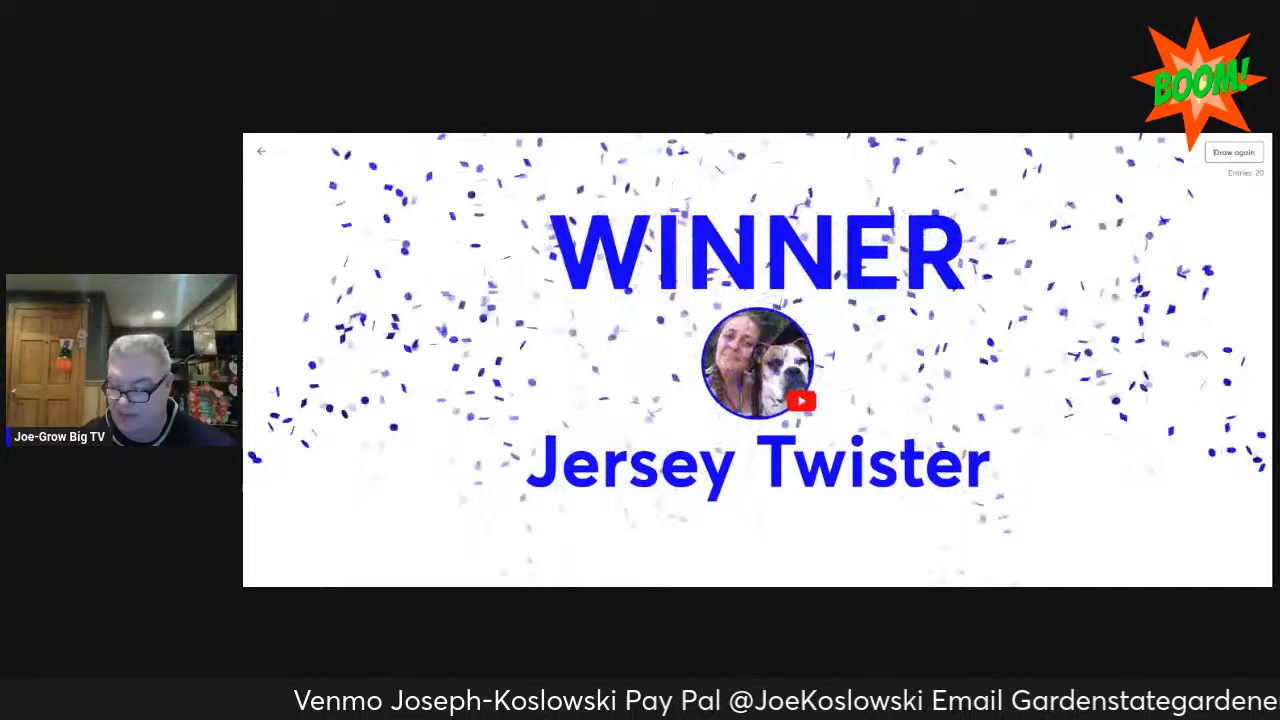 BOOM!
Draw again
Entries 20
WINNER
Jersey Twister
Joe-Grow Big TV
Venmo Joseph-Koslowski Pay Pal @JoeKoslowski Email Gardenstategardene